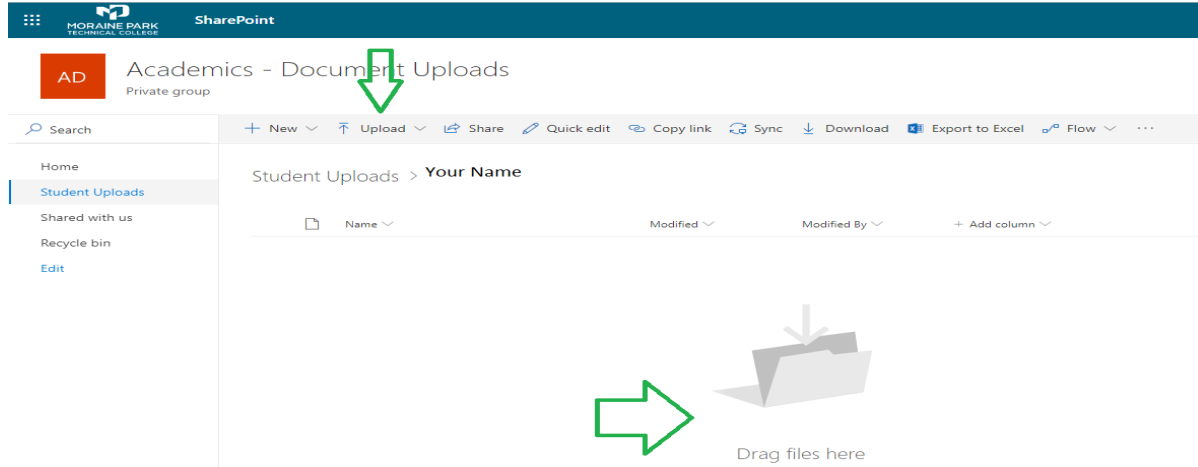 MORAINE PARK
TECHNICAL COLLEGE
SharePoint
AD
Academics - Document Uploads
Private group
Search
New Upload Share Quick edit Copy link Sync Download Export to Excel Flow ...
Home
Student Uploads
Shared with us
Recycle bin
Edit
Student Uploads > Your Name
Name Modified Modified By + Add column
Drag files here